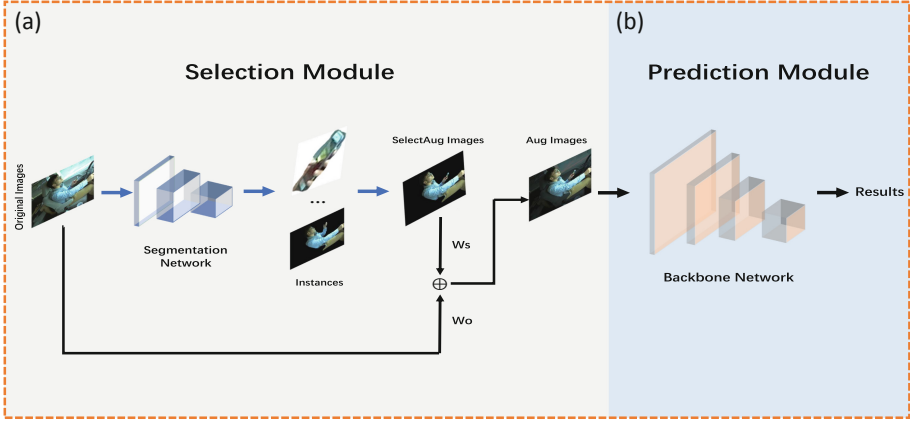 (a)
(b)
Selection Module
Prediction Module
Original Images
SelectAug Images
Aug Images
...
Segmentation
Network
Instances
Ws
Wo
Backbone Network
Results